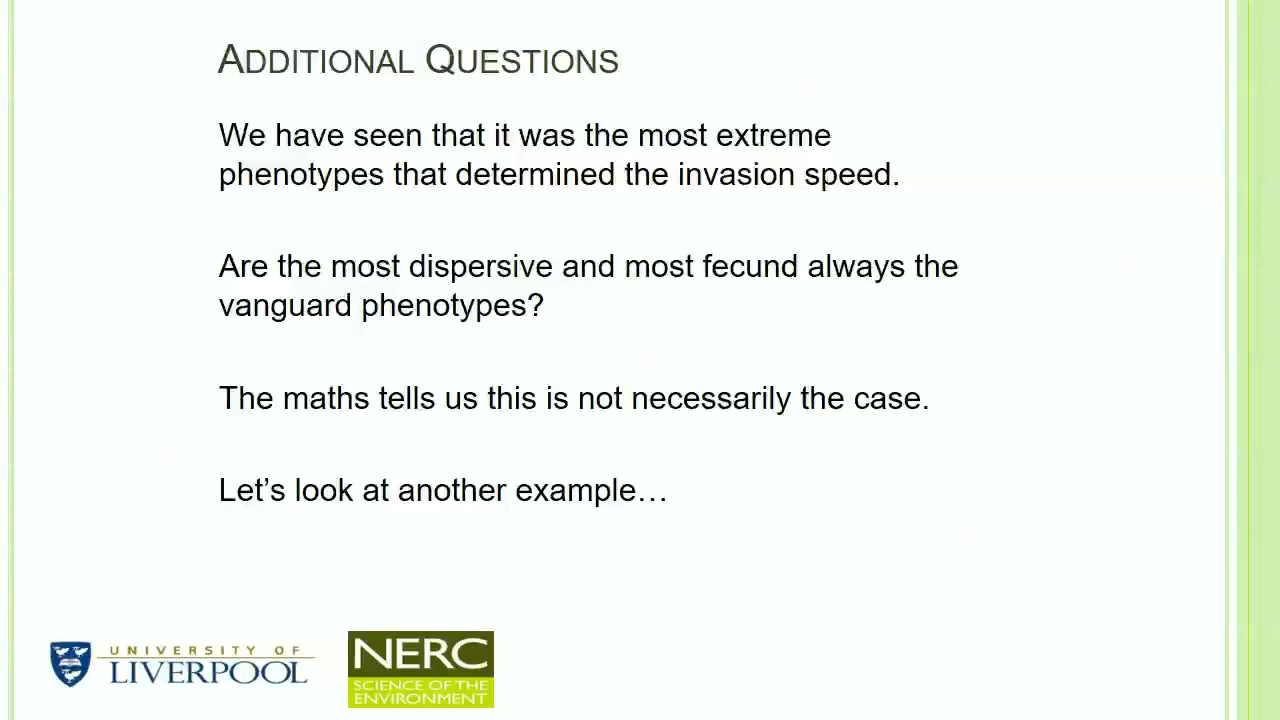 ADDITIONAL QUESTIONS
We have seen that it was the most extreme
phenotypes that determined the invasion speed.
Are the most dispersive and most fecund always the
vanguard phenotypes?
The maths tells us this is not necessarily the case.
Let’s look at another example…
UNIVERSITY OF
LIVERPOOL
NERC
SCIENCE OF THE
ENVIRONMENT